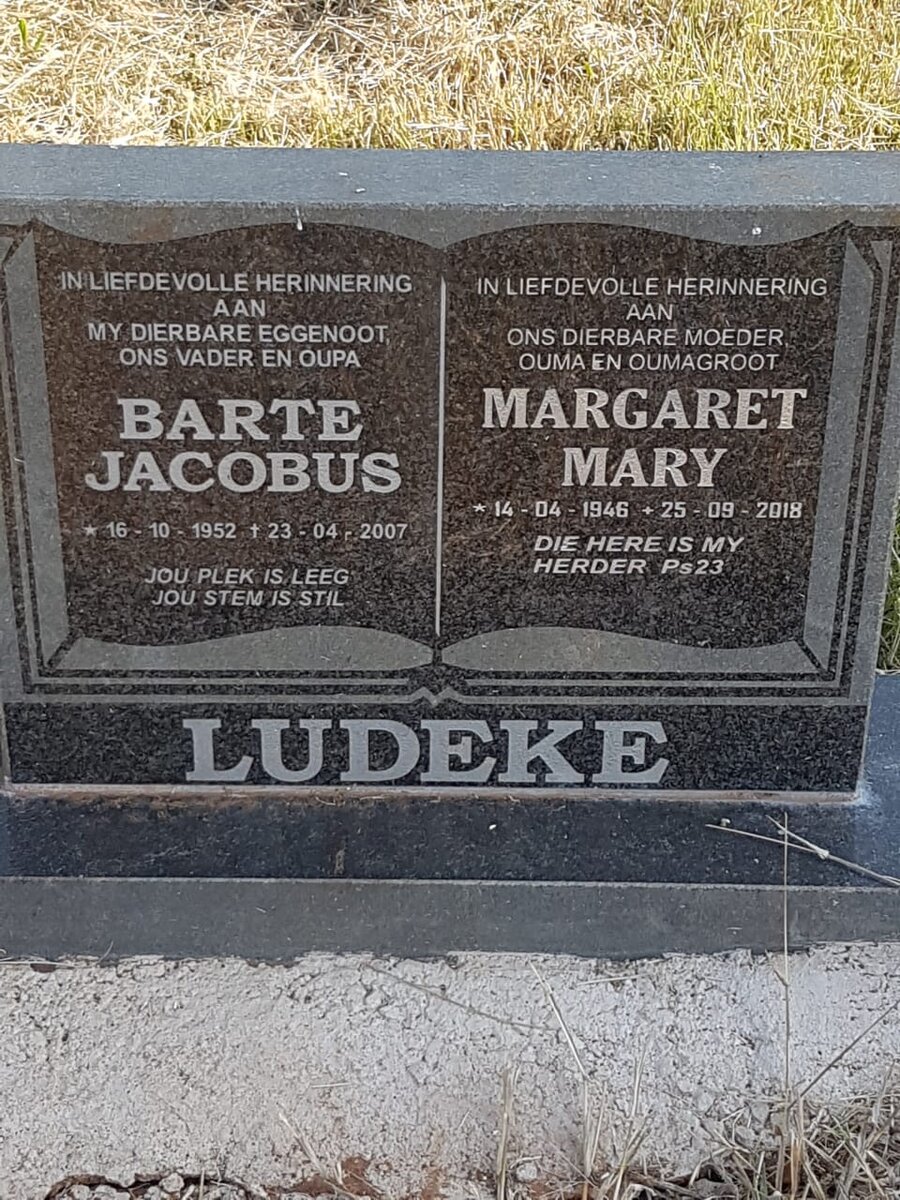 IN LIEFDEVOLLE HERINNERING
AAN
MY DIERBARE EGGENOOT,
ONS VADER EN OUPA
BARTE
JACOBUS
* 16 - 10 - 1952 † 23 - 04 - 2007
JOU PLEK IS LEEG
JOU STEM IS STIL
IN LIEFDEVOLLE HERINNERING
AAN
ONS DIERBARE MOEDER,
OUMA EN OUMAGROOT
MARGARET
MARY
* 14 - 04 - 1946 + 25 - 09 - 2018
DIE HERE IS MY
HERDER Ps23
LUDEKE